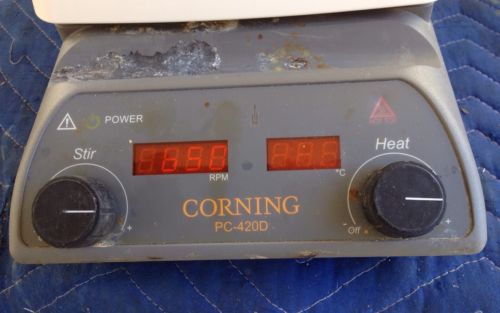 POWER
Stir
Heat
RPM
°C
CORNING
PC-420D
- Off +
+